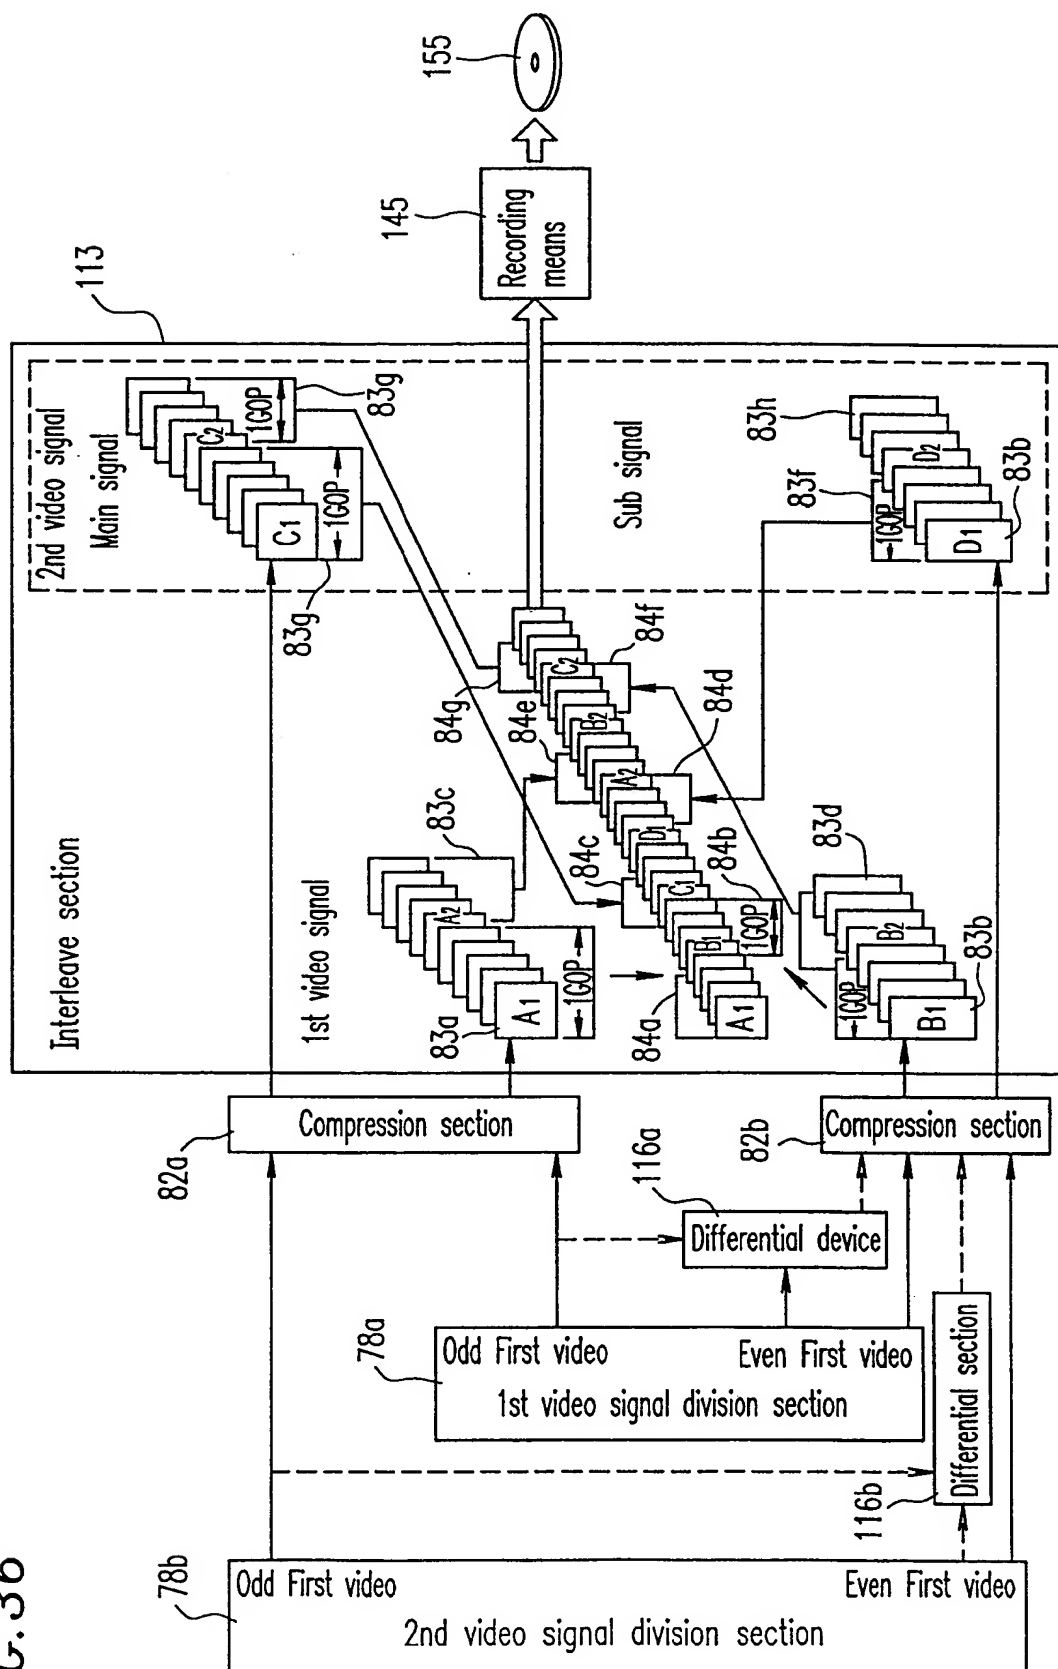 G. 36
78b
Odd First video
Even First video
2nd video signal division section
78a
Odd First video
Even First video
1st video signal division section
116a
Differential device
116b
Differential section
82a
Compression section
82b
Compression section
113
Interleave section
2nd video signal
Main signal
C1
C2
1GOP
1GOP
83g
83g
Sub signal
D1
D2
1GOP
83f
83h
83b
1st video signal
83a
A1
A2
1GOP
83c
B1
B2
1GOP
83d
83b
84a
A1
B1
1GOP
84b
84c
C1
D1
84d
84e
A2
B2
84f
84g
C2
145
Recording
means
155